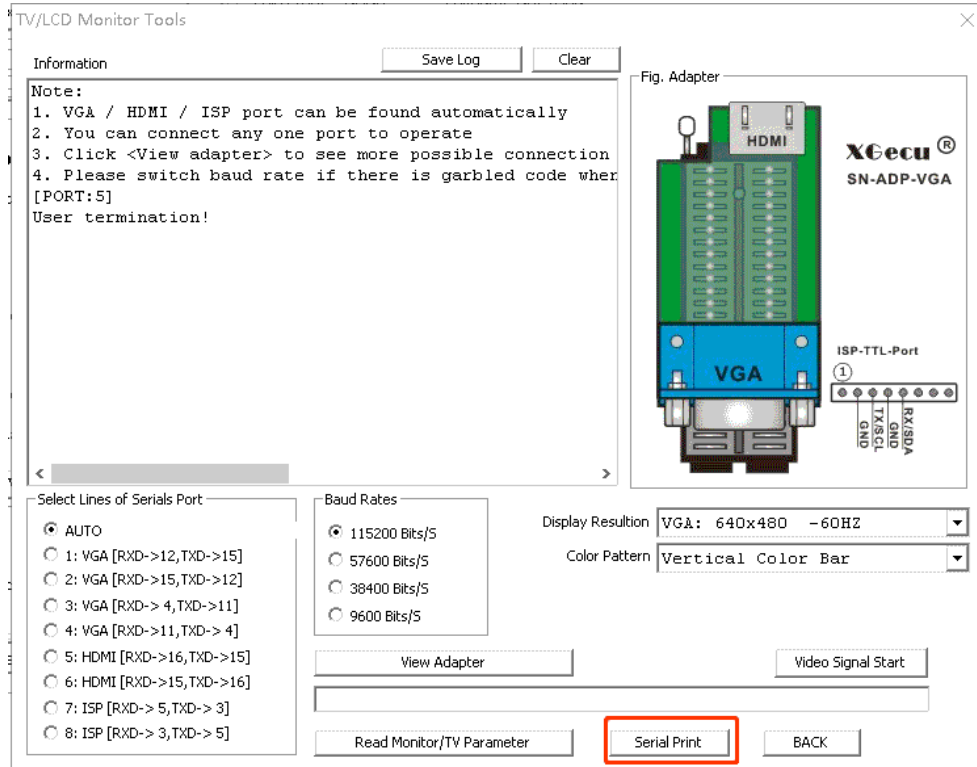 TV/LCD Monitor Tools
Information
Save Log
Clear
Note:
1. VGA / HDMI / ISP port can be found automatically
2. You can connect any one port to operate
3. Click <View adapter> to see more possible connection
4. Please switch baud rate if there is garbled code wher
[PORT:5]
User termination!
Fig. Adapter
HDMI
XGecu ®
SN-ADP-VGA
VGA
ISP-TTL-Port
1
GND
TX/SCL
GND
RX/SDA
Select Lines of Serials Port
AUTO
1: VGA [RXD->12,TXD->15]
2: VGA [RXD->15,TXD->12]
3: VGA [RXD-> 4,TXD->11]
4: VGA [RXD->11,TXD-> 4]
5: HDMI [RXD->16,TXD->15]
6: HDMI [RXD->15,TXD->16]
7: ISP [RXD-> 5,TXD-> 3]
8: ISP [RXD-> 3,TXD-> 5]
Baud Rates
115200 Bits/S
57600 Bits/S
38400 Bits/S
9600 Bits/S
Display Resultion
VGA: 640x480 -60HZ
Color Pattern
Vertical Color Bar
View Adapter
Video Signal Start
Read Monitor/TV Parameter
Serial Print
BACK